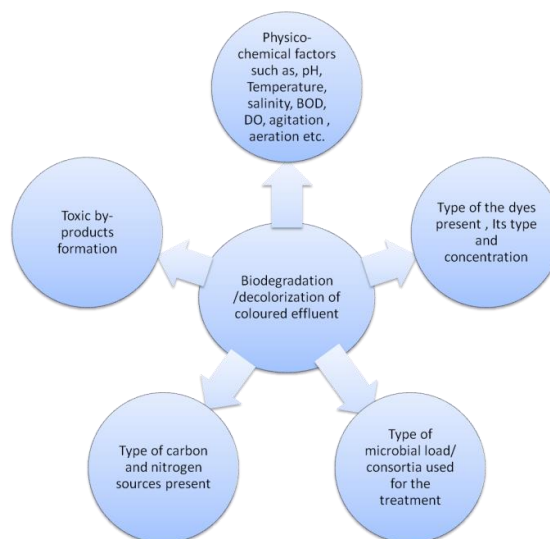 Physico-
chemical factors
such as, pH,
Temperature,
salinity, BOD,
DO, agitation ,
aeration etc.
Toxic by-
products
formation
Type of the dyes
present , Its type
and
concentration
Biodegradation
/decolorization of
coloured effluent
Type of carbon
and nitrogen
sources present
Type of
microbial load/
consortia used
for the
treatment